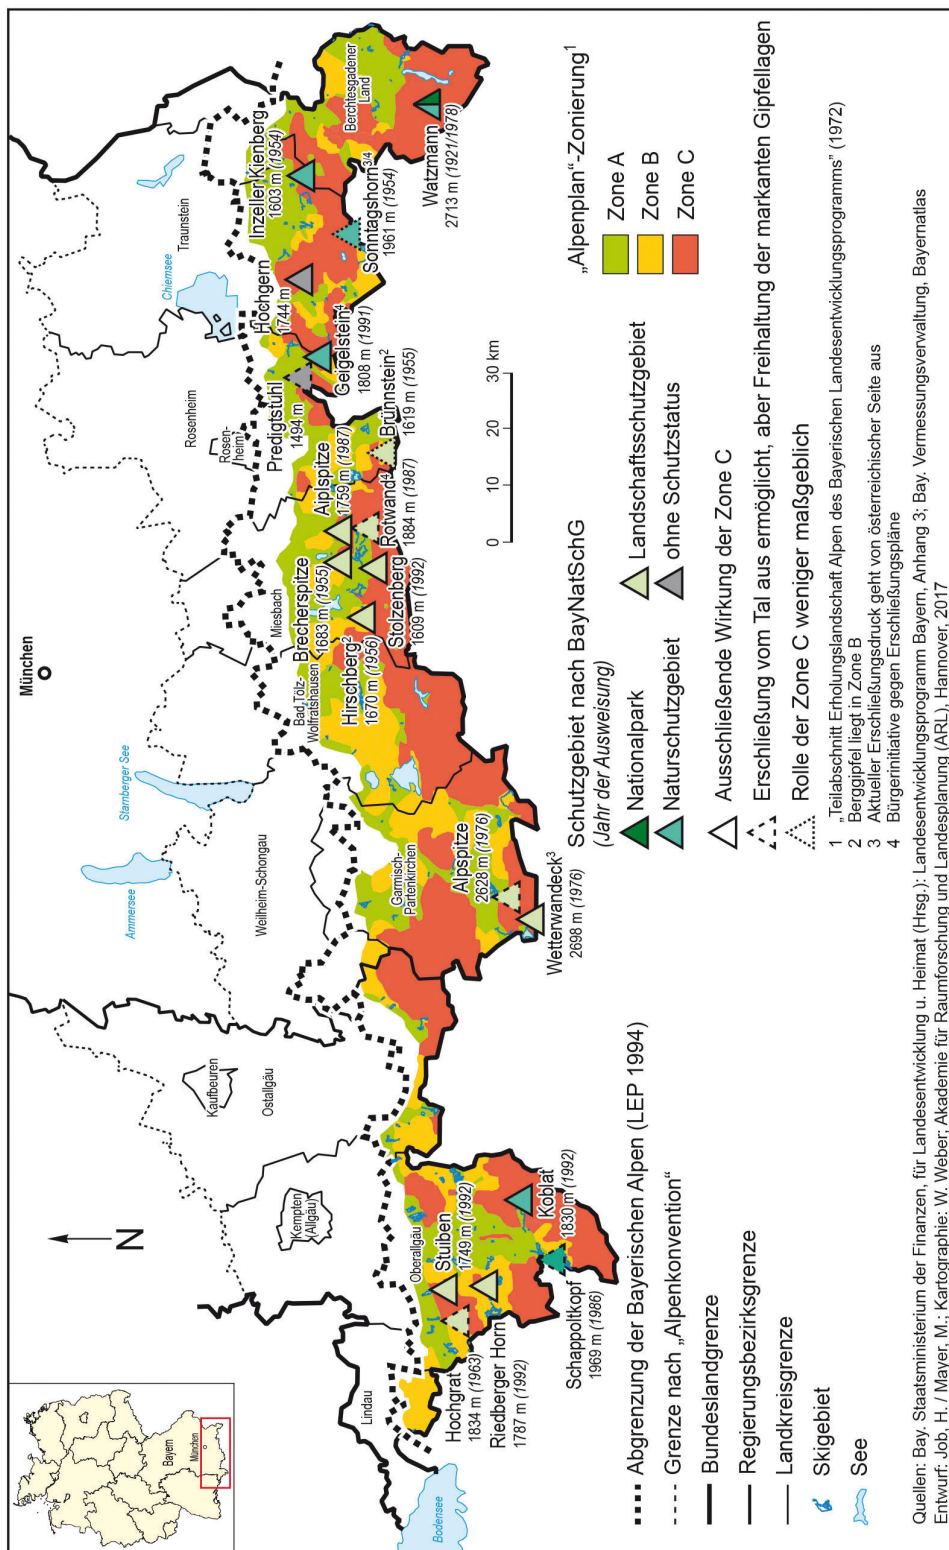 Bayern
München
N
Bodensee
Lindau
Kempten
(Allgäu)
Oberallgäu
Kaufbeuren
Ostallgäu
Ammersee
Starnberger See
Weilheim-Schongau
Garmisch-
Partenkirchen
München
Bad Tölz-
Wolfratshausen
Miesbach
Rosenheim
Rosen-
heim
Chiemsee
Traunstein
Berchtesgadener
Land
Hochgrat
1834 m (1963)
Riedberger Horn
1787 m (1992)
Stuiben
1749 m (1992)
Schappoltkopf
1969 m (1986)
Koblat
1830 m (1992)
Wetterwandeck³
2698 m (1976)
Alpspitze
2628 m (1976)
Hirschberg²
1670 m (1956)
Brecherspitze
1683 m (1955)
Stolzenberg
1609 m (1992)
Aiplspitze
1759 m (1987)
Rotwand⁴
1884 m (1987)
Brünnstein²
1619 m (1955)
Predigtstuhl
1494 m
Geigelstein⁴
1808 m (1991)
Hochgern
1744 m
Sonntagshorn³/⁴
1961 m (1954)
Inzeller Kienberg
1603 m (1954)
Watzmann
2713 m (1921/1978)
0 10 20 30 km
Abgrenzung der Bayerischen Alpen (LEP 1994)
Grenze nach „Alpenkonvention“
Bundeslandgrenze
Regierungsbezirksgrenze
Landkreisgrenze
Skigebiet
See
Schutzgebiet nach BayNatSchG
(Jahr der Ausweisung)
Nationalpark
Naturschutzgebiet
Landschaftsschutzgebiet
ohne Schutzstatus
Ausschließende Wirkung der Zone C
Erschließung vom Tal aus ermöglicht, aber Freihaltung der markanten Gipfellagen
Rolle der Zone C weniger maßgeblich
„Alpenplan“-Zonierung¹
Zone A
Zone B
Zone C
1 „Teilabschnitt Erholungslandschaft Alpen des Bayerischen Landesentwicklungsprogramms” (1972)
2 Berggipfel liegt in Zone B
3 Aktueller Erschließungsdruck geht von österreichischer Seite aus
4 Bürgerinitiative gegen Erschließungspläne
Quellen: Bay. Staatsministerium der Finanzen, für Landesentwicklung u. Heimat (Hrsg.): Landesentwicklungsprogramm Bayern, Anhang 3; Bay. Vermessungsverwaltung, Bayernatlas
Entwurf: Job, H. / Mayer, M.; Kartographie: W. Weber; Akademie für Raumforschung und Landesplanung (ARL), Hannover, 2017